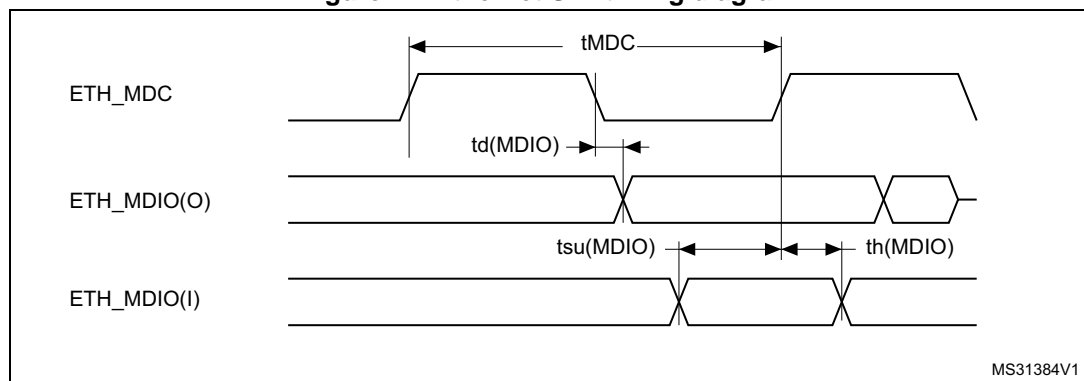 tMDC
ETH_MDC
td(MDIO)
ETH_MDIO(O)
tsu(MDIO) th(MDIO)
ETH_MDIO(I)
MS31384V1